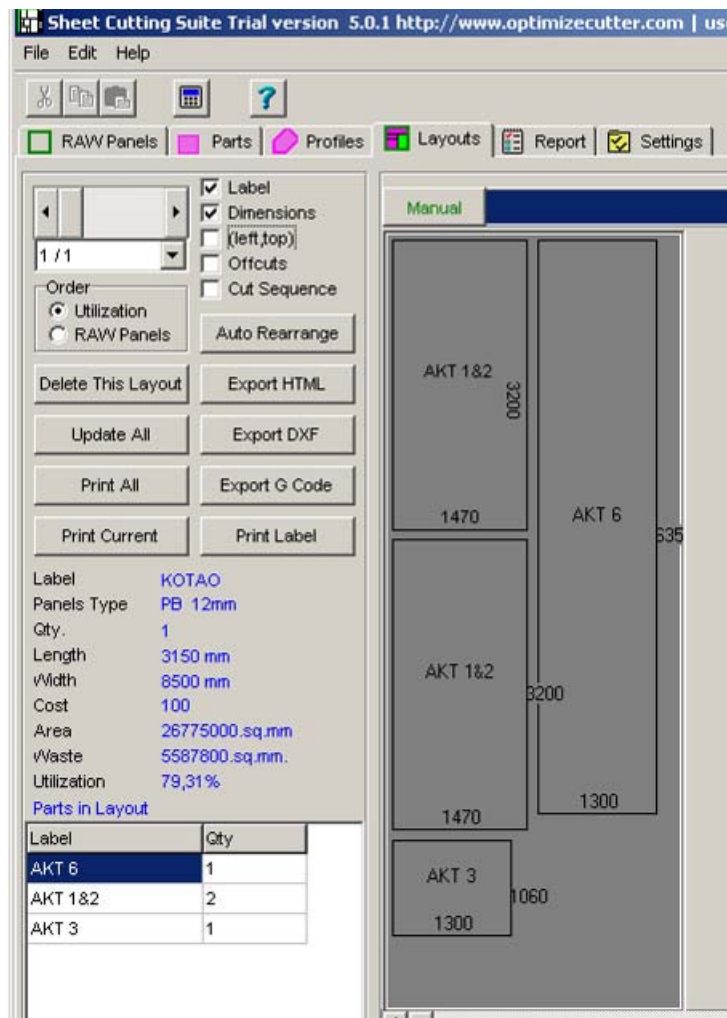 Sheet Cutting Suite Trial version 5.0.1 http://www.optimizecutter.com | us
File Edit Help
RAW Panels Parts Profiles Layouts Report Settings
Label
Dimensions
(left,top)
Offcuts
Cut Sequence
1 / 1
Order
Utilization
RAW Panels
Auto Rearrange
Delete This Layout Export HTML
Update All Export DXF
Print All Export G Code
Print Current Print Label
Label KOTAO
Panels Type PB 12mm
Qty. 1
Length 3150 mm
Width 8500 mm
Cost 100
Area 26775000.sq.mm
Waste 5587800.sq.mm.
Utilization 79,31%
Parts in Layout
Label Qty
AKT 6 1
AKT 1&2 2
AKT 3 1
Manual
AKT 1&2
3200
1470
AKT 6
635
1300
AKT 1&2
3200
1470
AKT 3
1060
1300